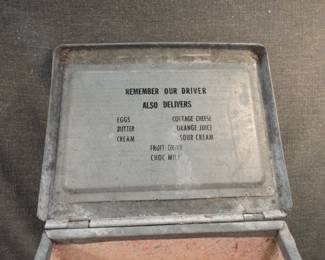 REMEMBER OUR DRIVER
ALSO DELIVERS
EGGS COTTAGE CHEESE
BUTTER ORANGE JUICE
CREAM SOUR CREAM
FRUIT DRINK
CHOC MILK